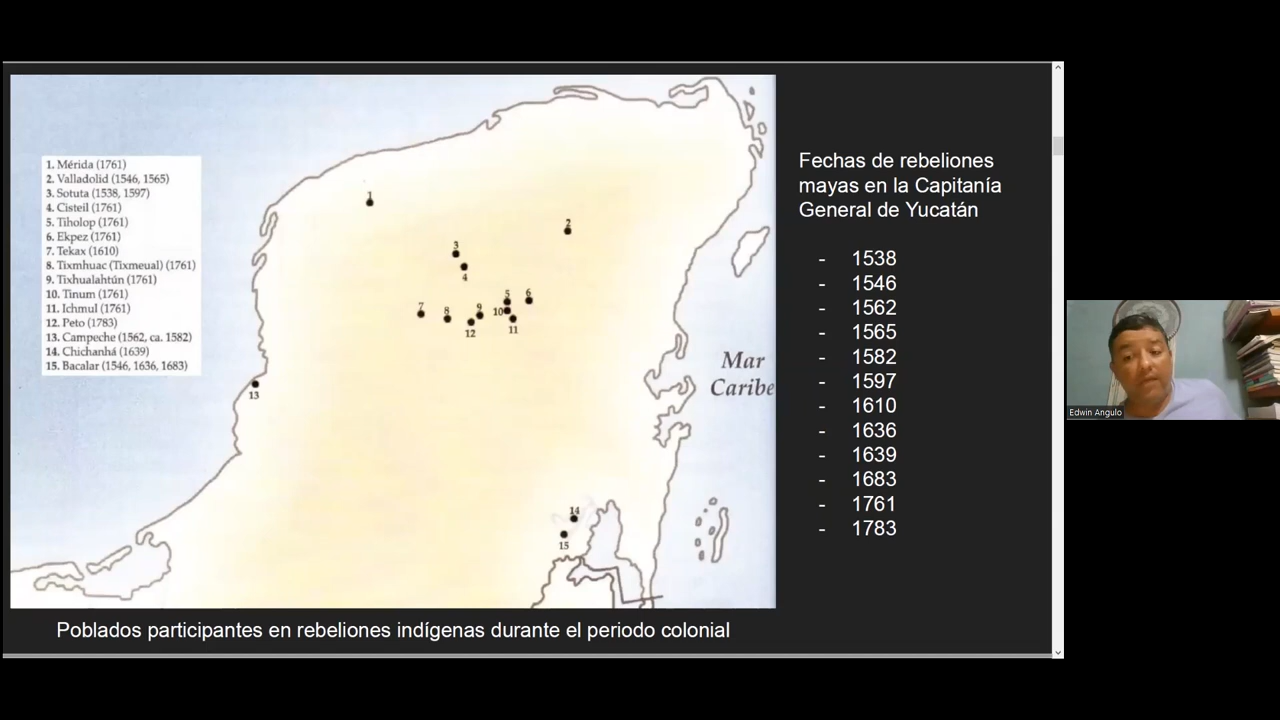 1. Mérida (1761)
2. Valladolid (1546, 1565)
3. Sotuta (1538, 1597)
4. Cisteil (1761)
5. Tiholop (1761)
6. Ekpez (1761)
7. Tekax (1610)
8. Tixmhuac (Tixmeual) (1761)
9. Tixhualahtún (1761)
10. Tinum (1761)
11. Ichmul (1761)
12. Peto (1783)
13. Campeche (1562, ca. 1582)
14. Chichanhá (1639)
15. Bacalar (1546, 1636, 1683)
1
2
3
4
5
6
7
8
9
10
11
12
13
14
15
Mar
Caribe
Fechas de rebeliones
mayas en la Capitanía
General de Yucatán
- 1538
- 1546
- 1562
- 1565
- 1582
- 1597
- 1610
- 1636
- 1639
- 1683
- 1761
- 1783
Poblados participantes en rebeliones indígenas durante el periodo colonial
Edwin Angulo